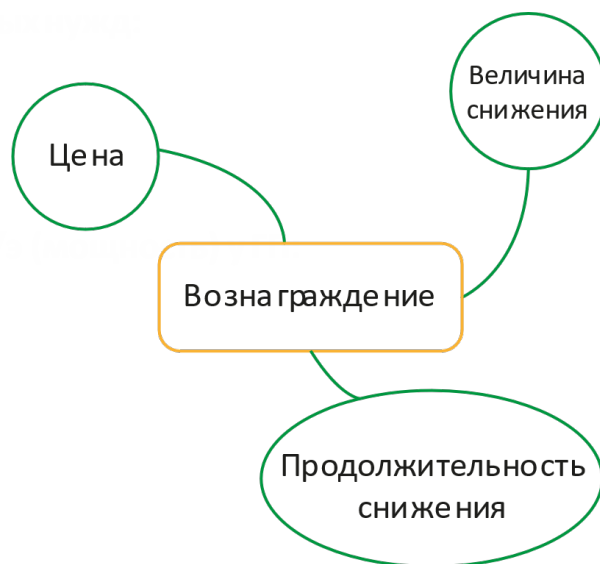 Величина
снижения
Цена
Вознаграждение
Продолжительность
снижения